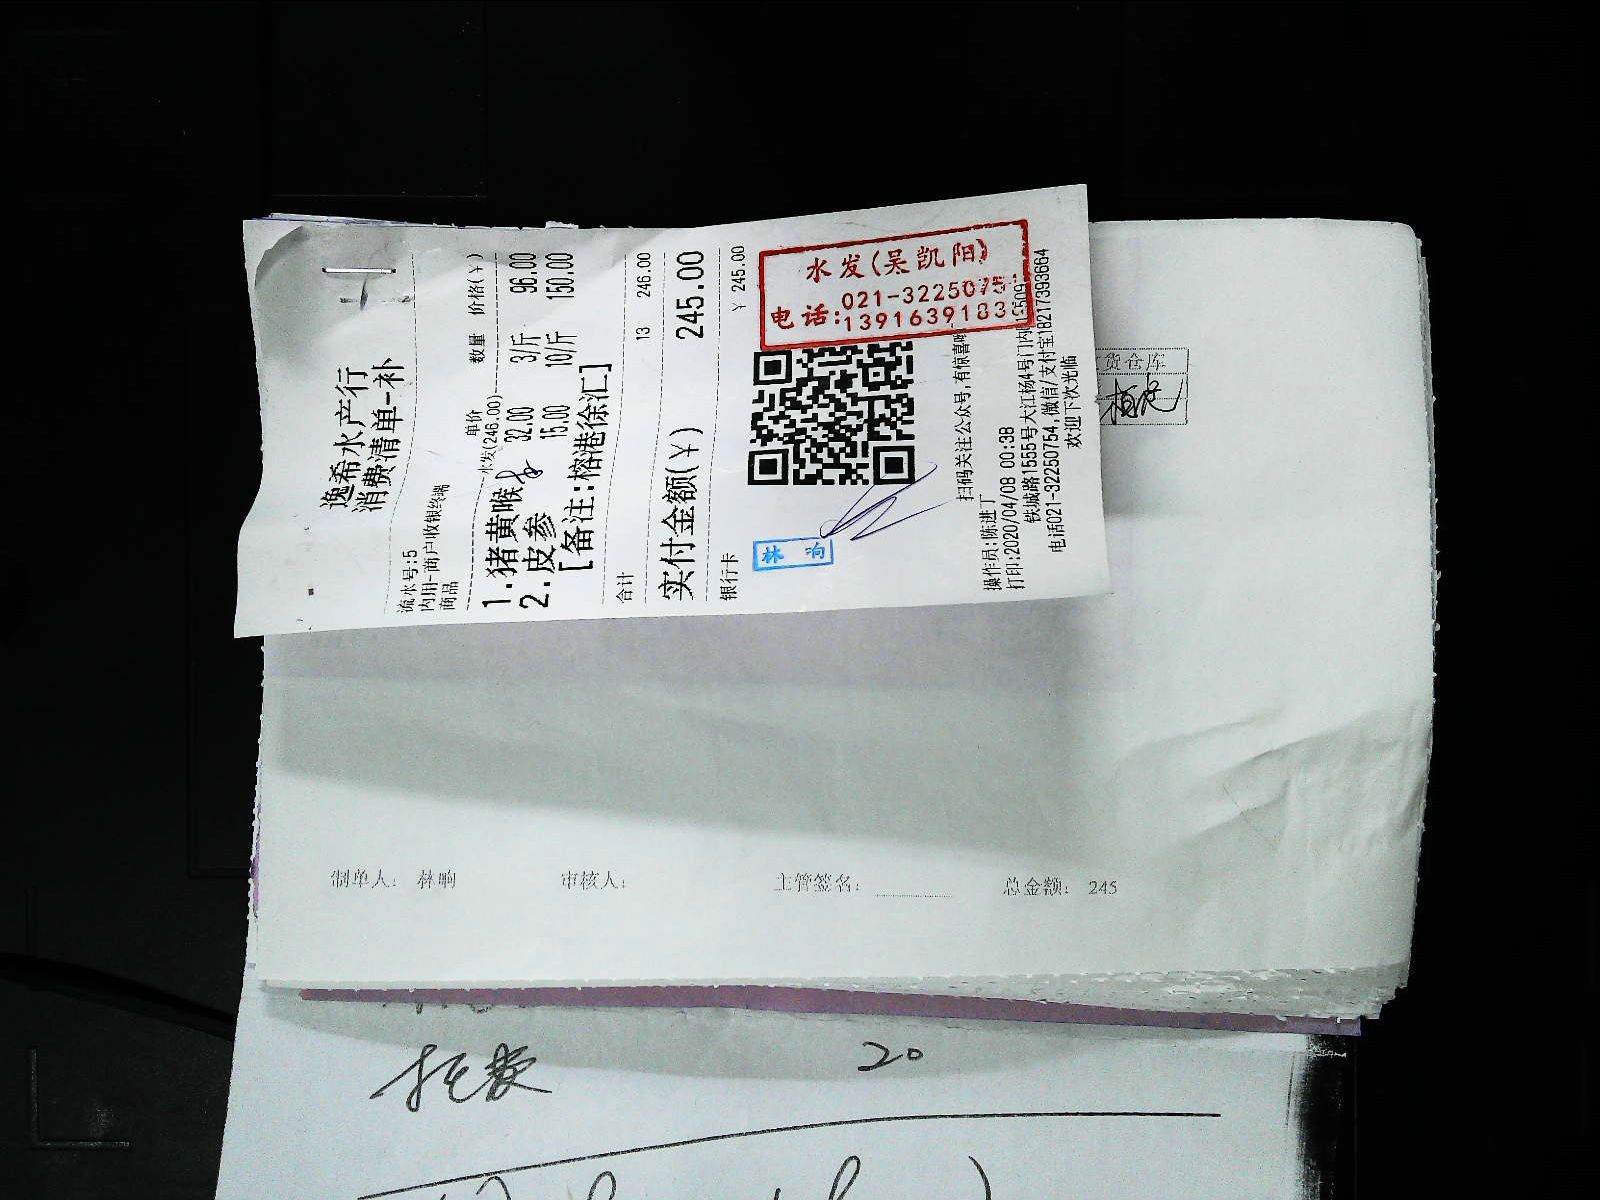 逸希水产行
消费清单-补
流水号:5
内用-商户收银终端
商品 单价 数量 价格(¥)
水发(246.00)
1.猪黄喉 32.00 3/斤 96.00
2.皮参 15.00 10/斤 150.00
[备注:榕港徐汇]
合计 13 246.00
实付金额(¥) 245.00
银行卡 ¥ 245.00
水发(吴凯阳)
电话:021-3225075
1391639183
林响
扫码关注公众号,有惊喜
操作员:陈进丁
打印:2020/04/08 00:38
铁城路1555号大江杨4号门内
电话021-32250754,微信/支付宝18217393664
欢迎下次光临
货仓库
制单人: 林响 审核人: 主管签名: 总金额: 245
20